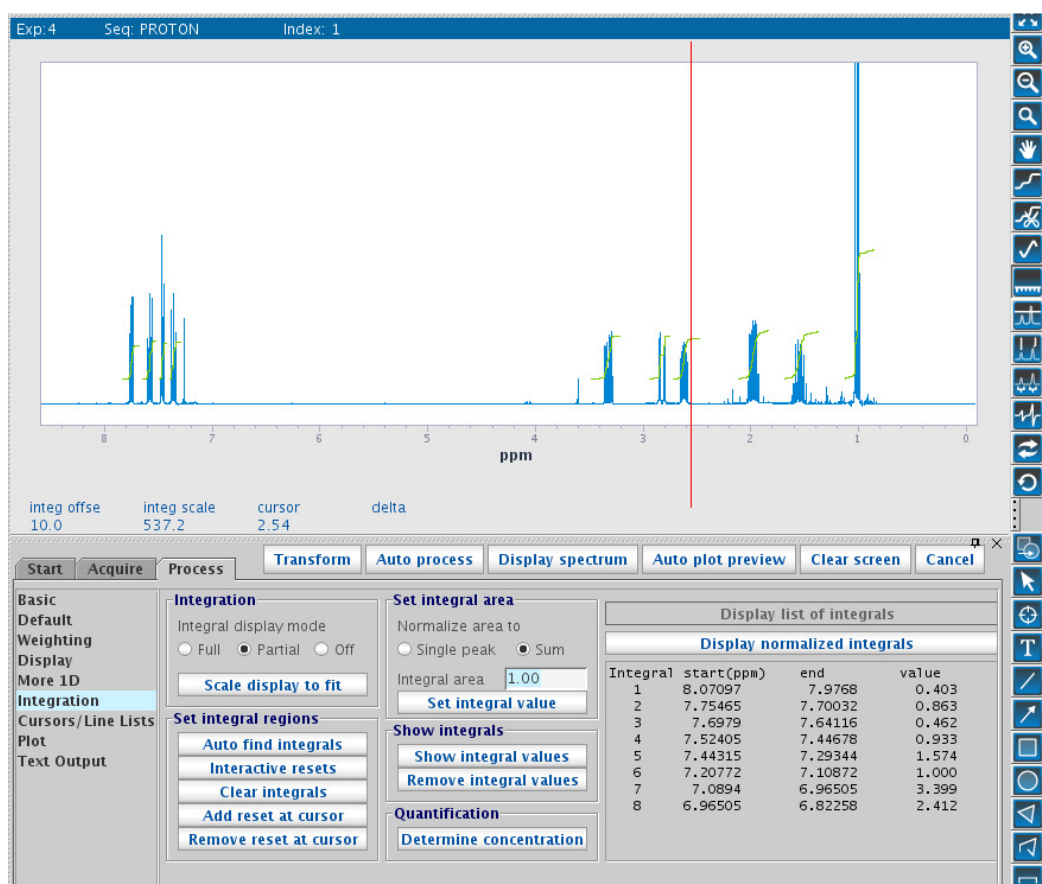 Exp:4 Seq: PROTON Index: 1
8 7 6 5 4 3 2 1 0
ppm
integ offse integ scale cursor delta
10.0 537.2 2.54
Start Acquire Process Transform Auto process Display spectrum Auto plot preview Clear screen Cancel
Basic
Default
Weighting
Display
More 1D
Integration
Cursors/Line Lists
Plot
Text Output
Integration
Integral display mode
Full Partial Off
Scale display to fit
Set integral regions
Auto find integrals
Interactive resets
Clear integrals
Add reset at cursor
Remove reset at cursor
Set integral area
Normalize area to
Single peak Sum
Integral area 1.00
Set integral value
Show integrals
Show integral values
Remove integral values
Quantification
Determine concentration
Display list of integrals
Display normalized integrals
Integral start(ppm) end value
1 8.07097 7.9768 0.403
2 7.75465 7.70032 0.863
3 7.6979 7.64116 0.462
4 7.52405 7.44678 0.933
5 7.44315 7.29344 1.574
6 7.20772 7.10872 1.000
7 7.0894 6.96505 3.399
8 6.96505 6.82258 2.412
T